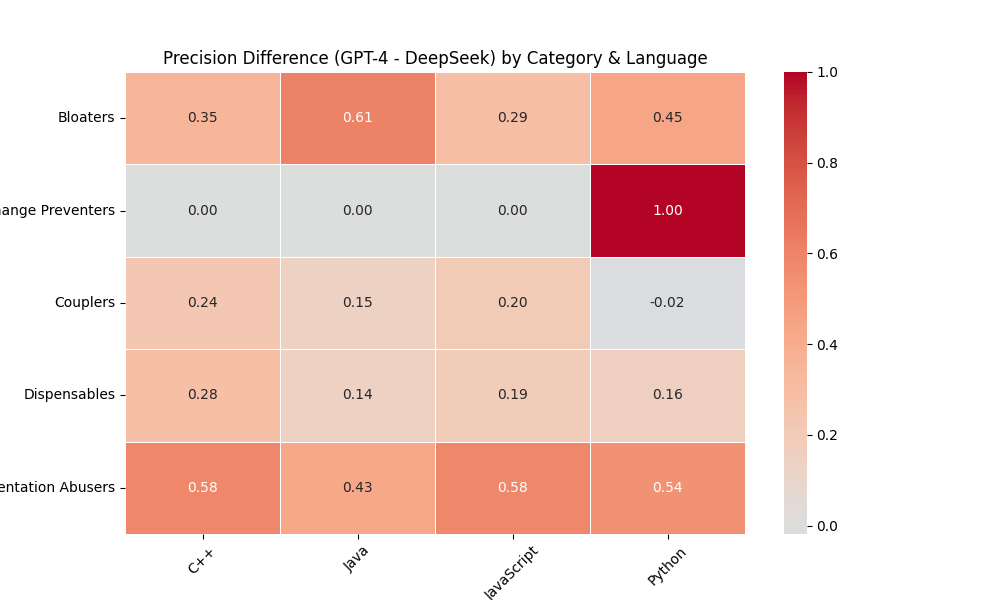 Precision Difference (GPT-4 - DeepSeek) by Category & Language
Bloaters 0.35 0.61 0.29 0.45
ange Preventers 0.00 0.00 0.00 1.00
Couplers 0.24 0.15 0.20 -0.02
Dispensables 0.28 0.14 0.19 0.16
entation Abusers 0.58 0.43 0.58 0.54
C++ Java JavaScript Python
1.0
0.8
0.6
0.4
0.2
0.0